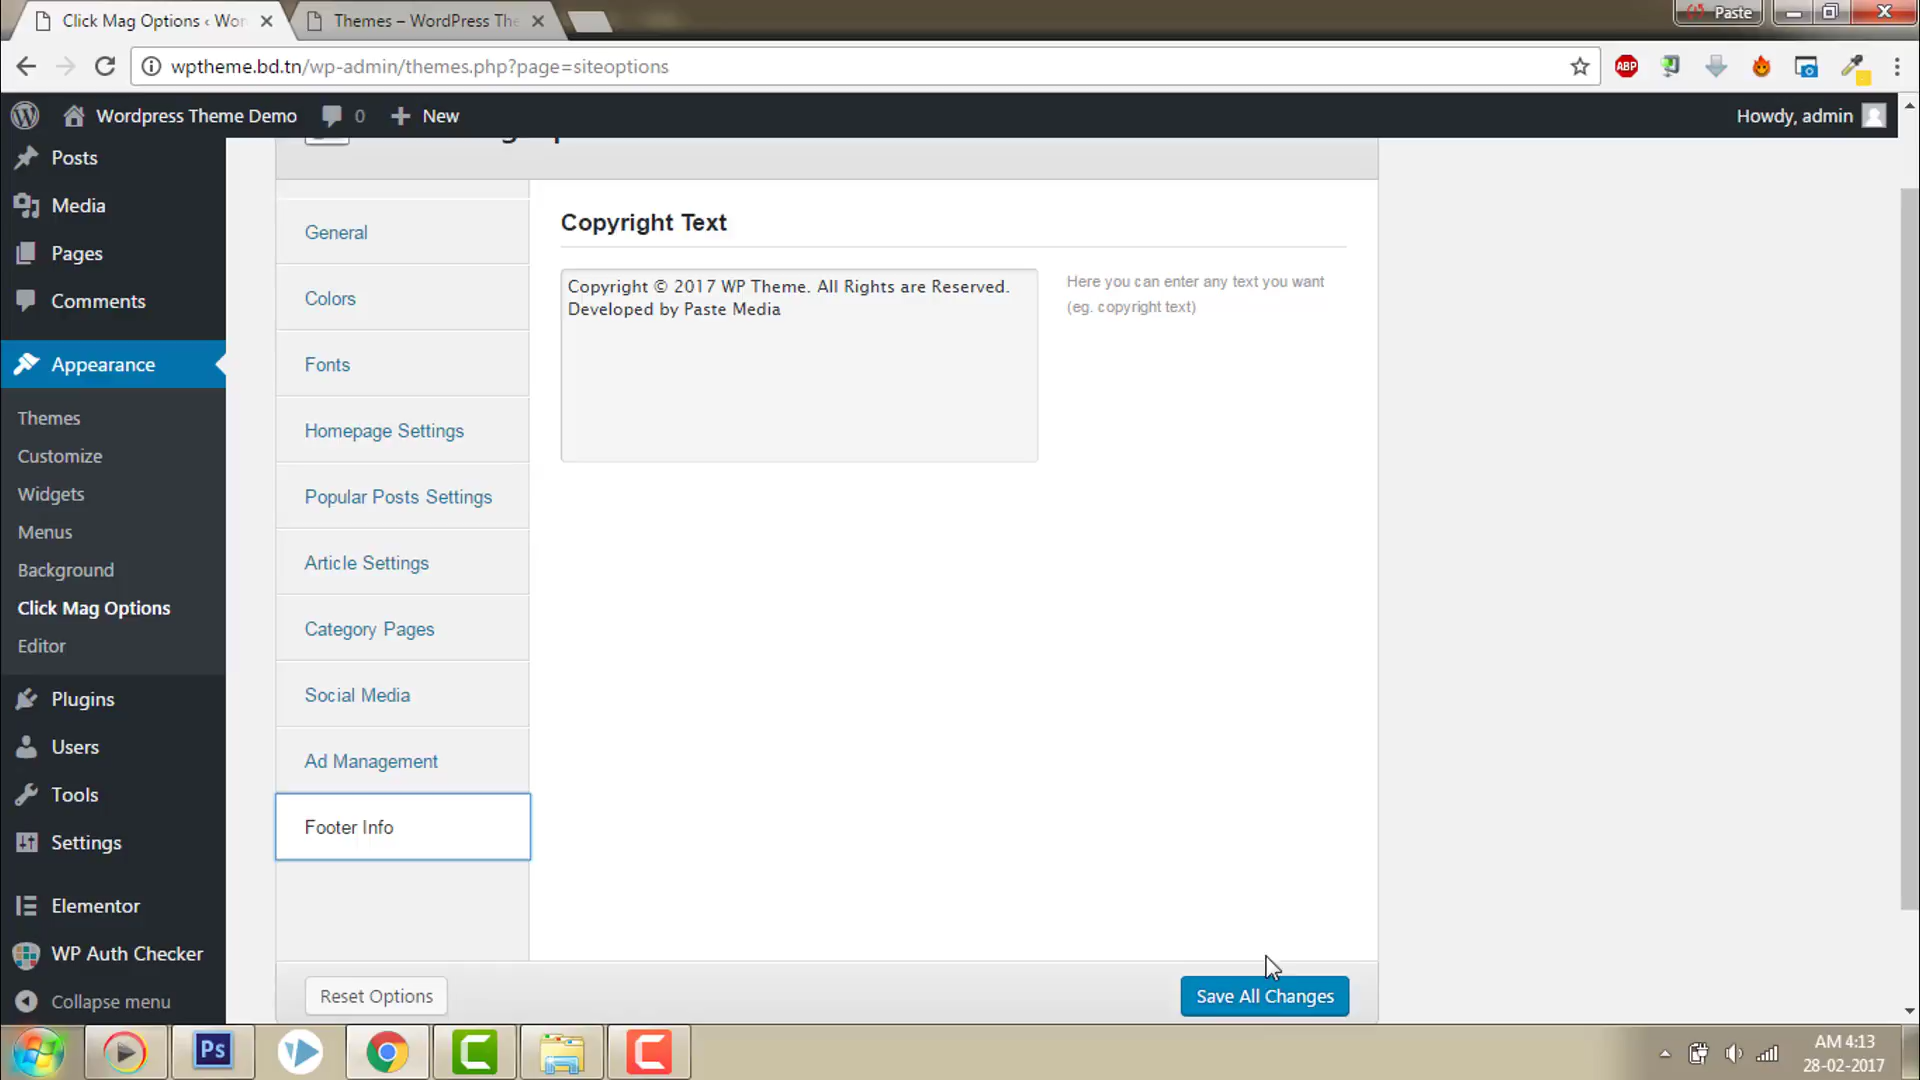 Click Mag Options ‹ Wor
Themes – WordPress The
Paste
wptheme.bd.tn/wp-admin/themes.php?page=siteoptions
ABP
Wordpress Theme Demo
0
New
Howdy, admin
Posts
Media
Pages
Comments
Appearance
Themes
Customize
Widgets
Menus
Background
Click Mag Options
Editor
Plugins
Users
Tools
Settings
Elementor
WP Auth Checker
Collapse menu
General
Colors
Fonts
Homepage Settings
Popular Posts Settings
Article Settings
Category Pages
Social Media
Ad Management
Footer Info
Copyright Text
Copyright © 2017 WP Theme. All Rights are Reserved.
Developed by Paste Media
Here you can enter any text you want
(eg. copyright text)
Reset Options
Save All Changes
Ps
AM 4:13
28-02-2017